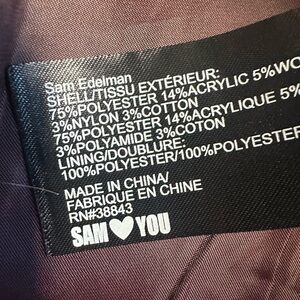 Sam Edelman
SHELL/TISSU EXTÉRIEUR:
75%POLYESTER 14%ACRYLIC 5%WO
3%NYLON 3%COTTON
75%POLYESTER 14%ACRYLIQUE 5%
3%POLYAMIDE 3%COTON
LINING/DOUBLURE:
100%POLYESTER/100%POLYESTER
MADE IN CHINA/
FABRIQUE EN CHINE
RN#38843
SAM ♥ YOU